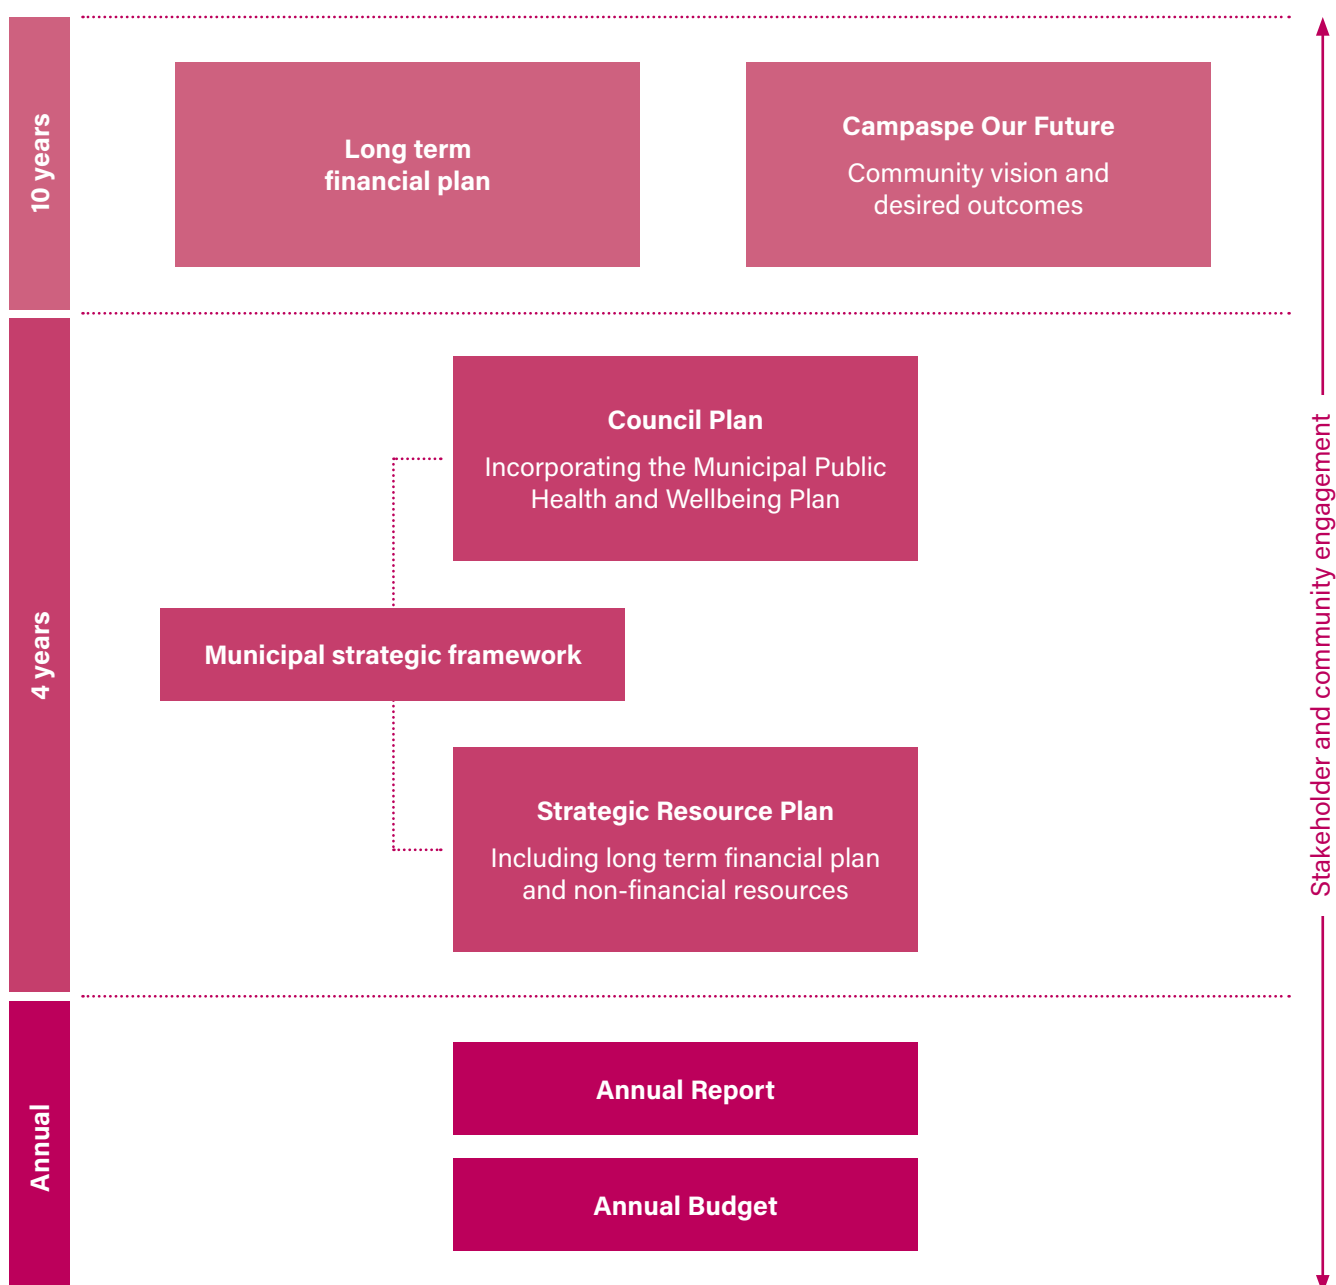 10 years
Long term
financial plan
Campaspe Our Future
Community vision and
desired outcomes
4 years
Council Plan
Incorporating the Municipal Public
Health and Wellbeing Plan
Municipal strategic framework
Strategic Resource Plan
Including long term financial plan
and non-financial resources
Annual
Annual Report
Annual Budget
Stakeholder and community engagement